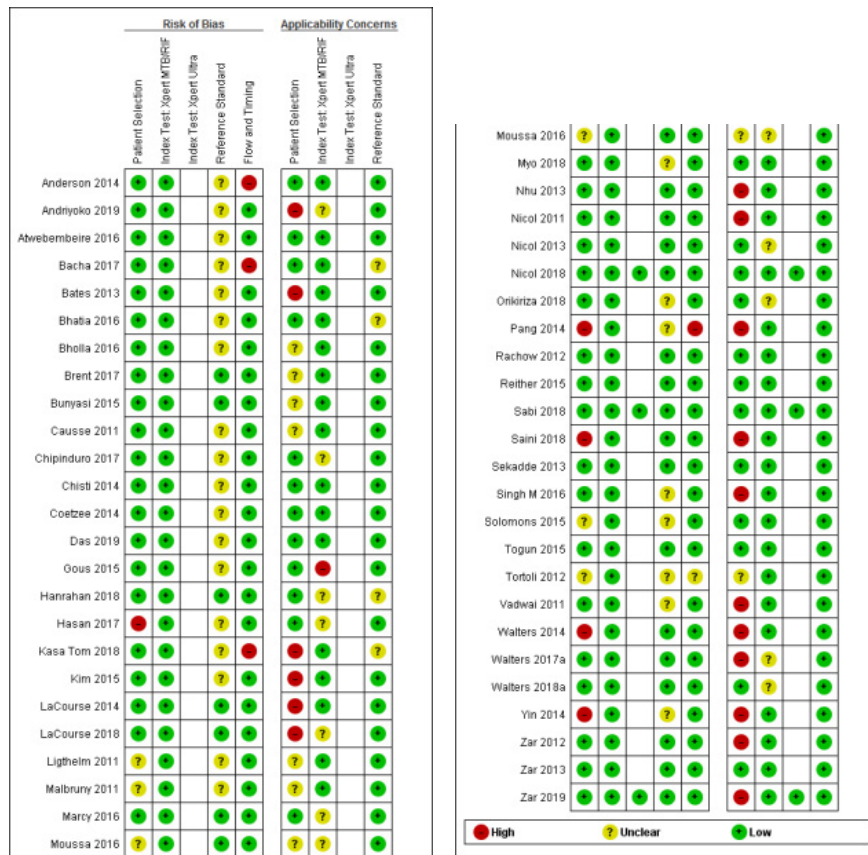 Risk of Bias Applicability Concerns
Patient Selection
Index Test: Xpert MTB/RIF
Index Test: Xpert Ultra
Reference Standard
Flow and Timing
Patient Selection
Index Test: Xpert MTB/RIF
Index Test: Xpert Ultra
Reference Standard
Anderson 2014 + + ? - + + +
Andriyoko 2019 + + ? + - ? +
Atwebembeire 2016 + + ? + + + +
Bacha 2017 + + ? - + + ?
Bates 2013 + + ? + - + +
Bhatia 2016 + + ? + + + ?
Bholla 2016 + + ? + ? + +
Brent 2017 + + + + ? + +
Bunyasi 2015 + + + + ? + +
Causse 2011 + + ? + ? + +
Chipinduro 2017 + + ? + + ? +
Chisti 2014 + + ? + + + +
Coetzee 2014 + + ? + + + +
Das 2019 + + ? + + + +
Gous 2015 + + ? + + - +
Hanrahan 2018 + + + + + ? ?
Hasan 2017 - + ? + + ? +
Kasa Tom 2018 + + ? - - + ?
Kim 2015 + + ? + - + +
LaCourse 2014 + + + + - + +
LaCourse 2018 + + + + - ? +
Ligthelm 2011 ? + ? + ? + +
Malbruny 2011 ? + ? + ? + +
Marcy 2016 + + + + + ? +
Moussa 2016 ? + + + ? ? +
Moussa 2016 ? + + + ? ? +
Myo 2018 + + ? + + + +
Nhu 2013 + + + + - + +
Nicol 2011 + + + + - + +
Nicol 2013 + + + + + ? +
Nicol 2018 + + + + + + + + +
Orikiriza 2018 + + ? + + ? +
Pang 2014 - + ? - - + +
Rachow 2012 + + + + + + +
Reither 2015 + + + + + + +
Sabi 2018 + + + + + + + + +
Saini 2018 - + + + - + +
Sekadde 2013 + + + + + + +
Singh M 2016 + + ? + - + +
Solomons 2015 ? + ? + + + +
Togun 2015 + + + + + + +
Tortoli 2012 ? + ? ? ? + +
Vadwai 2011 + + ? + - + +
Walters 2014 - + + + - + +
Walters 2017a + + + + - ? +
Walters 2018a + + + + + ? +
Yin 2014 - + ? + - + +
Zar 2012 + + + + - + +
Zar 2013 + + + + + + +
Zar 2019 + + + + + - + + +
- High ? Unclear + Low